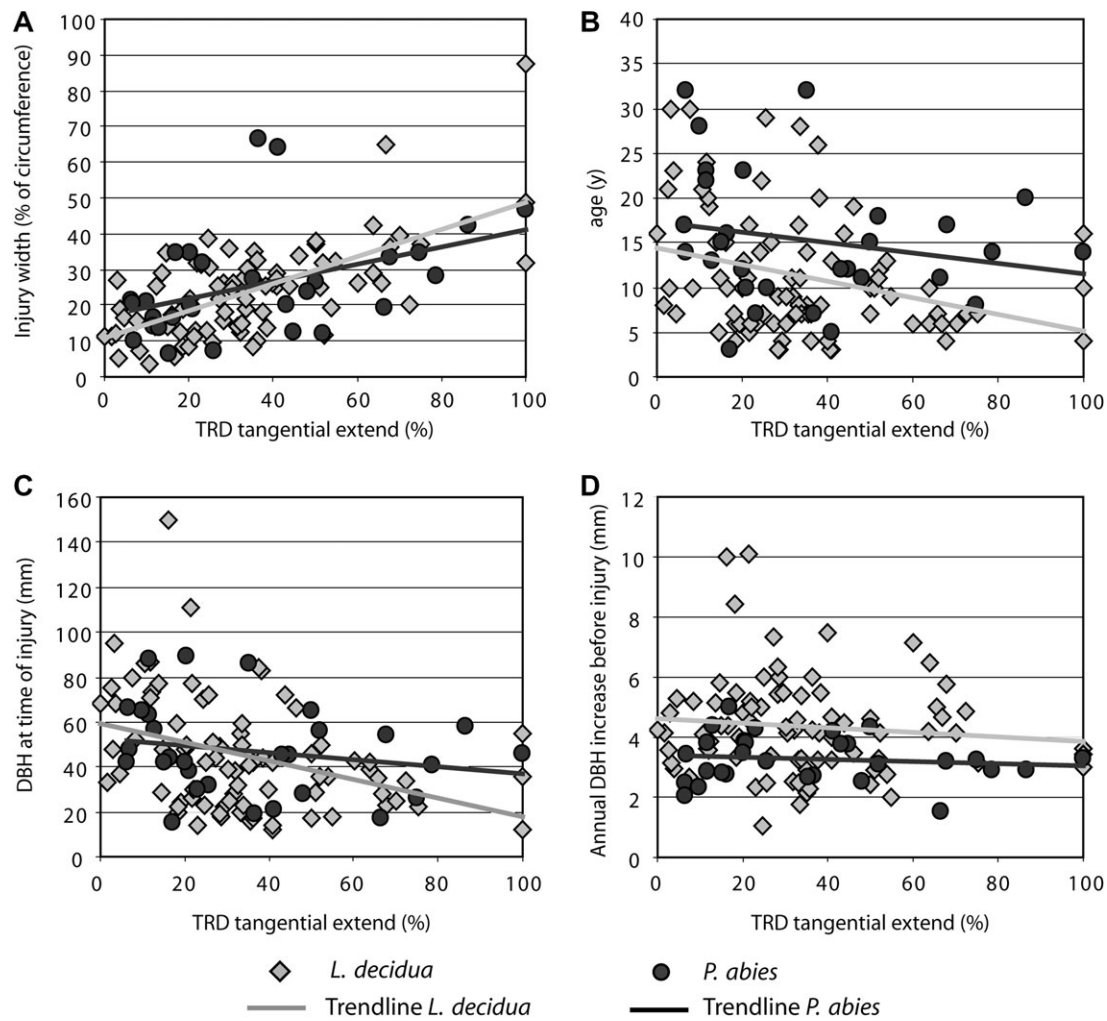 A
Injury width (% of circumference)
100
90
80
70
60
50
40
30
20
10
0
0 20 40 60 80 100
TRD tangential extend (%)
B
age (y)
40
35
30
25
20
15
10
5
0
0 20 40 60 80 100
TRD tangential extend (%)
C
DBH at time of injury (mm)
160
140
120
100
80
60
40
20
0
0 20 40 60 80 100
TRD tangential extend (%)
D
Annual DBH increase before injury (mm)
12
10
8
6
4
2
0
0 20 40 60 80 100
TRD tangential extend (%)
L. decidua
P. abies
Trendline L. decidua
Trendline P. abies